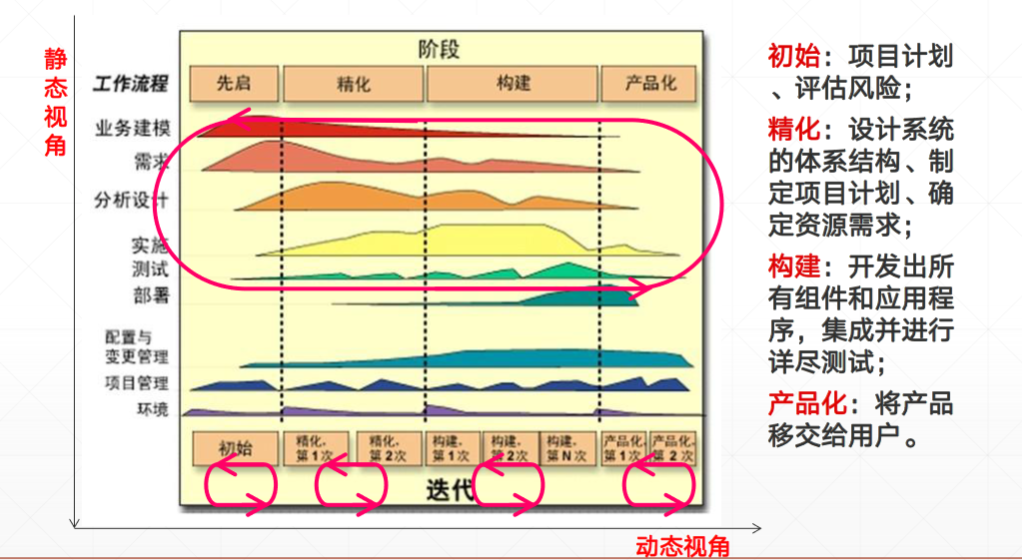 静
态
视
角
阶段
工作流程
先启
精化
构建
产品化
业务建模
需求
分析设计
实施
测试
部署
配置与
变更管理
项目管理
环境
初始
精化，
第1次
精化，
第2次
构建，
第1次
构建，
第2次
构建，
第N次
产品化，
第1次
产品化，
第2次
迭代
动态视角
初始：项目计划
、评估风险；
精化：设计系统
的体系结构、制
定项目计划、确
定资源需求；
构建：开发出所
有组件和应用程
序，集成并进行
详尽测试；
产品化：将产品
移交给用户。